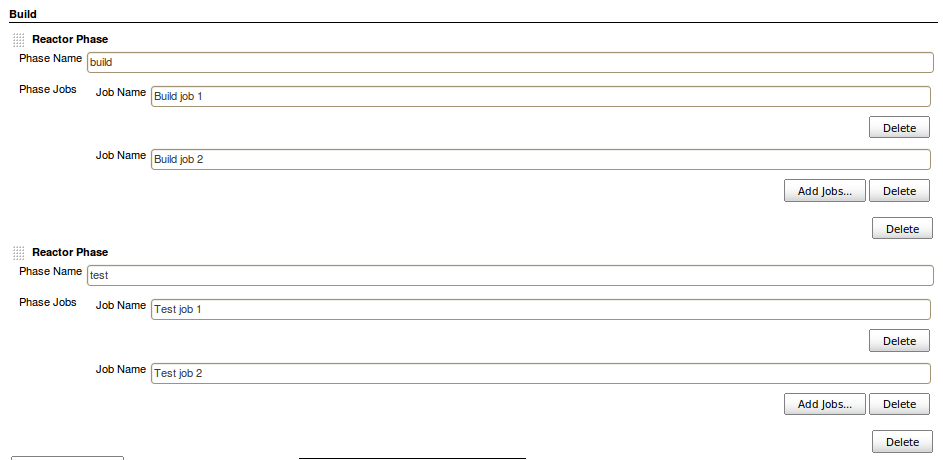 Build
Reactor Phase
Phase Name build
Phase Jobs Job Name Build job 1
Delete
Job Name Build job 2
Add Jobs... Delete
Delete
Reactor Phase
Phase Name test
Phase Jobs Job Name Test job 1
Delete
Job Name Test job 2
Add Jobs... Delete
Delete